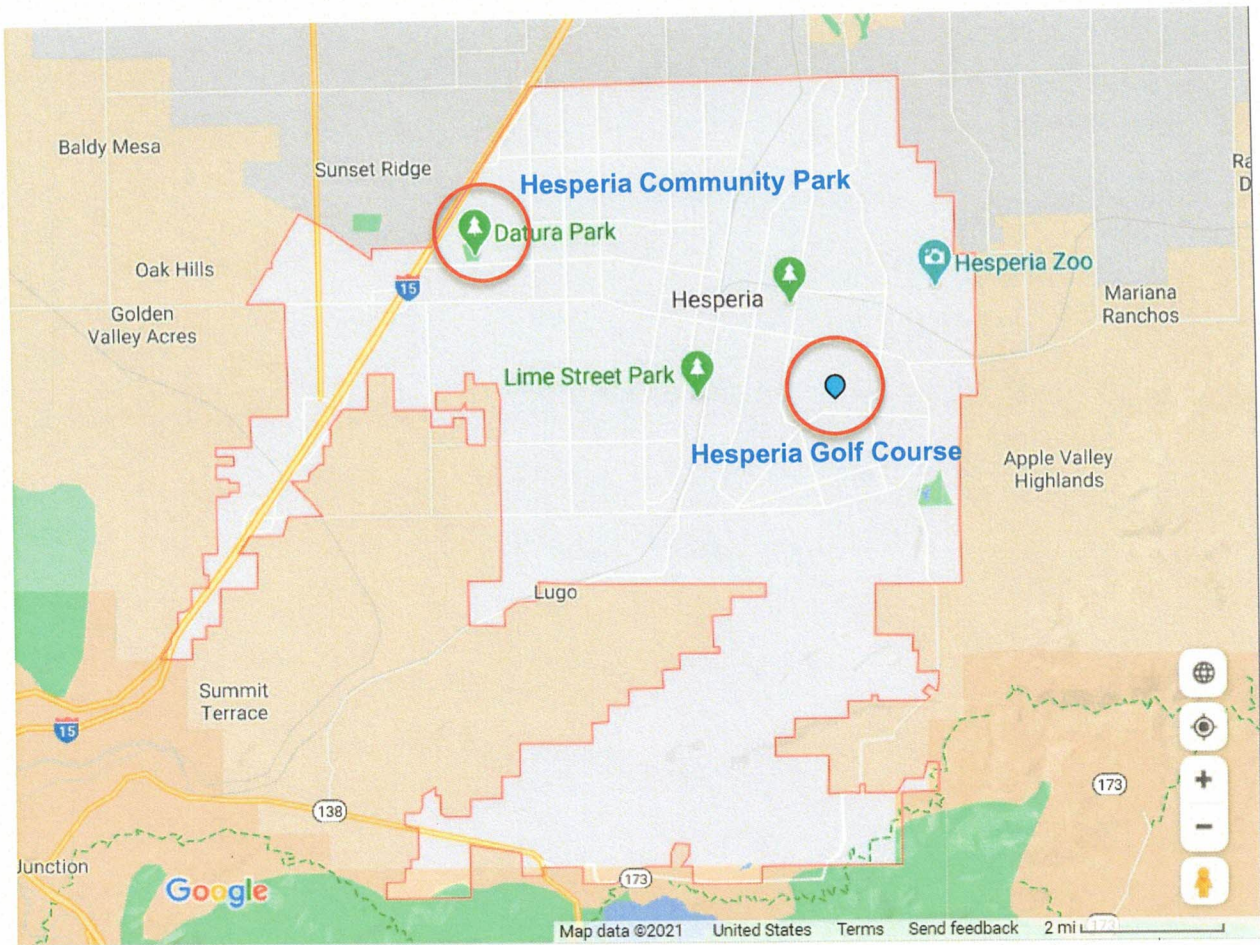 Baldy Mesa
Sunset Ridge
Hesperia Community Park
Datura Park
Oak Hills
15
Hesperia Zoo
Hesperia
Golden
Valley Acres
Mariana
Ranchos
Lime Street Park
Hesperia Golf Course
Apple Valley
Highlands
Lugo
Summit
Terrace
15
138
173
Junction
Google
173
Map data ©2021 United States Terms Send feedback 2 mi
173